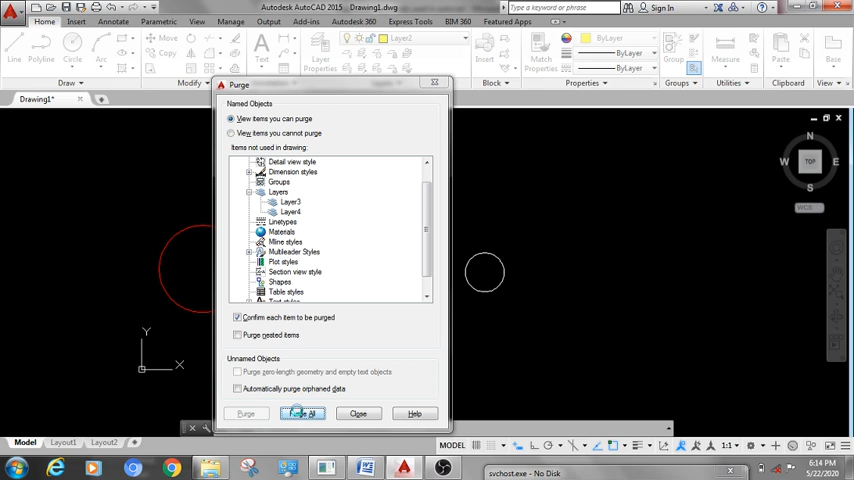 Autodesk AutoCAD 2015 Drawing1.dwg
Sign In
Home Insert Annotate Parametric View Manage Output Add-ins Autodesk 360 Express Tools BIM 360 Featured Apps
Line Polyline Circle Arc
Move
Copy
Text
Layer Properties
Layer2
Insert
Match Properties
ByLayer
ByLayer
ByLayer
Group
Utilities Clipboard Base
Draw Modify Block Properties Groups Utilities Clipboard View
Drawing1*
Purge
Named Objects
View items you can purge
View items you cannot purge
Items not used in drawing:
Detail view style
Dimension styles
Groups
Layers
Layer3
Layer4
Linetypes
Materials
Mline styles
Multileader Styles
Plot styles
Section view style
Shapes
Table styles
Text styles
Confirm each item to be purged
Purge nested items
Unnamed Objects
Purge zero-length geometry and empty text objects
Automatically purge orphaned data
Purge Purge All Close Help
N
W TOP E
S
WCS
Y
X
Model Layout1 Layout2
MODEL 1:1
svchost.exe - No Disk
6:14 PM
5/22/2020